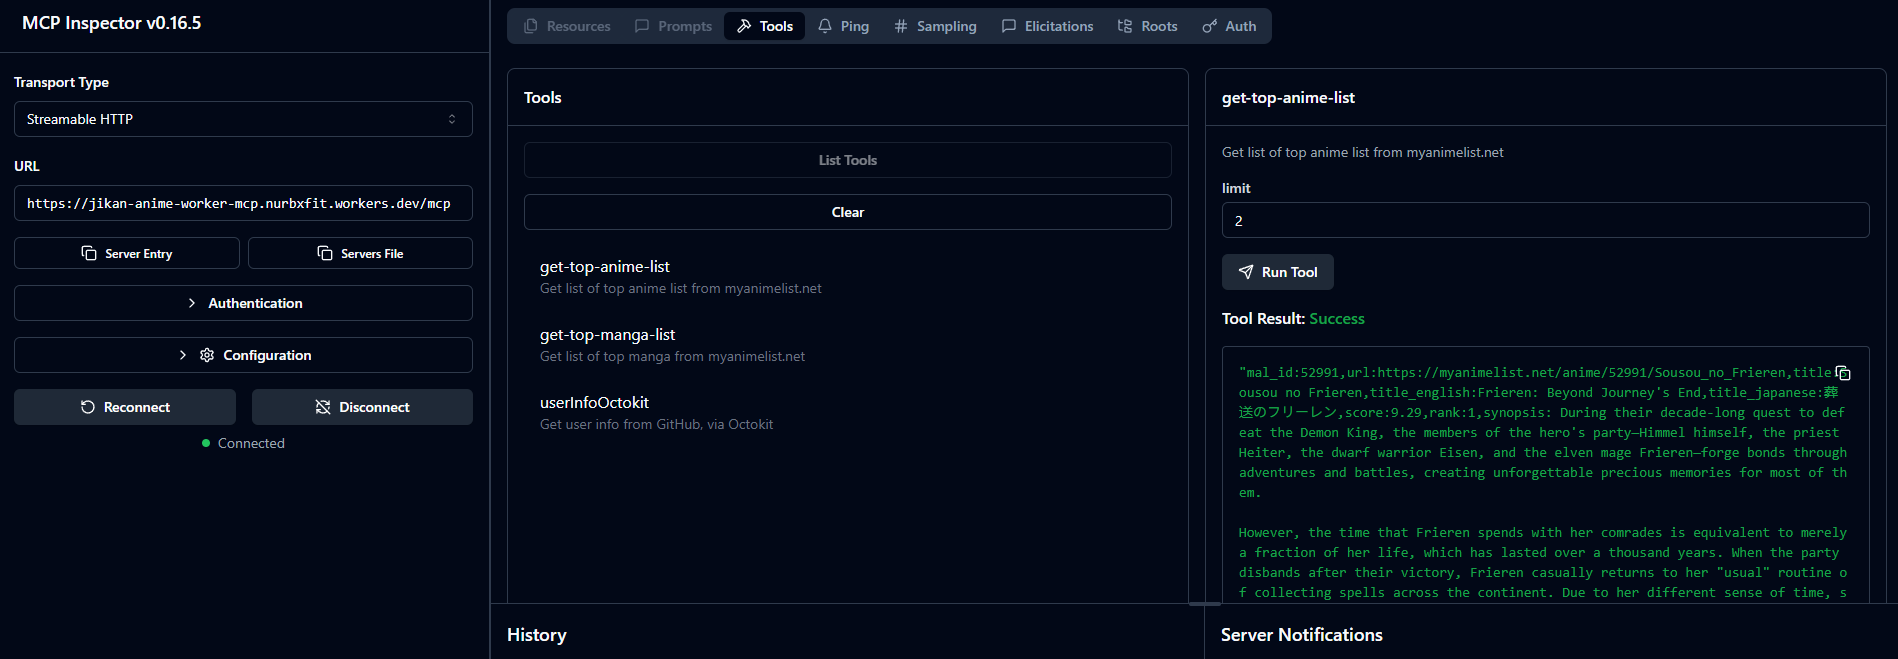 MCP Inspector v0.16.5
Transport Type
Streamable HTTP
URL
https://jikan-anime-worker-mcp.nurbxfit.workers.dev/mcp
Server Entry
Servers File
Authentication
Configuration
Reconnect
Disconnect
Connected
Resources
Prompts
Tools
Ping
Sampling
Elicitations
Roots
Auth
Tools
List Tools
Clear
get-top-anime-list
Get list of top anime list from myanimelist.net
get-top-manga-list
Get list of top manga from myanimelist.net
userInfoOctokit
Get user info from GitHub, via Octokit
get-top-anime-list
Get list of top anime list from myanimelist.net
limit
2
Run Tool
Tool Result: Success
"mal_id:52991,url:https://myanimelist.net/anime/52991/Sousou_no_Frieren,title
ousou no Frieren,title_english:Frieren: Beyond Journey's End,title_japanese:葬
送のフリーレン,score:9.29,rank:1,synopsis: During their decade-long quest to def
eat the Demon King, the members of the hero's party—Himmel himself, the priest
Heiter, the dwarf warrior Eisen, and the elven mage Frieren—forge bonds through
adventures and battles, creating unforgettable precious memories for most of th
em.
However, the time that Frieren spends with her comrades is equivalent to merely
a fraction of her life, which has lasted over a thousand years. When the party
disbands after their victory, Frieren casually returns to her "usual" routine o
f collecting spells across the continent. Due to her different sense of time, s
History
Server Notifications